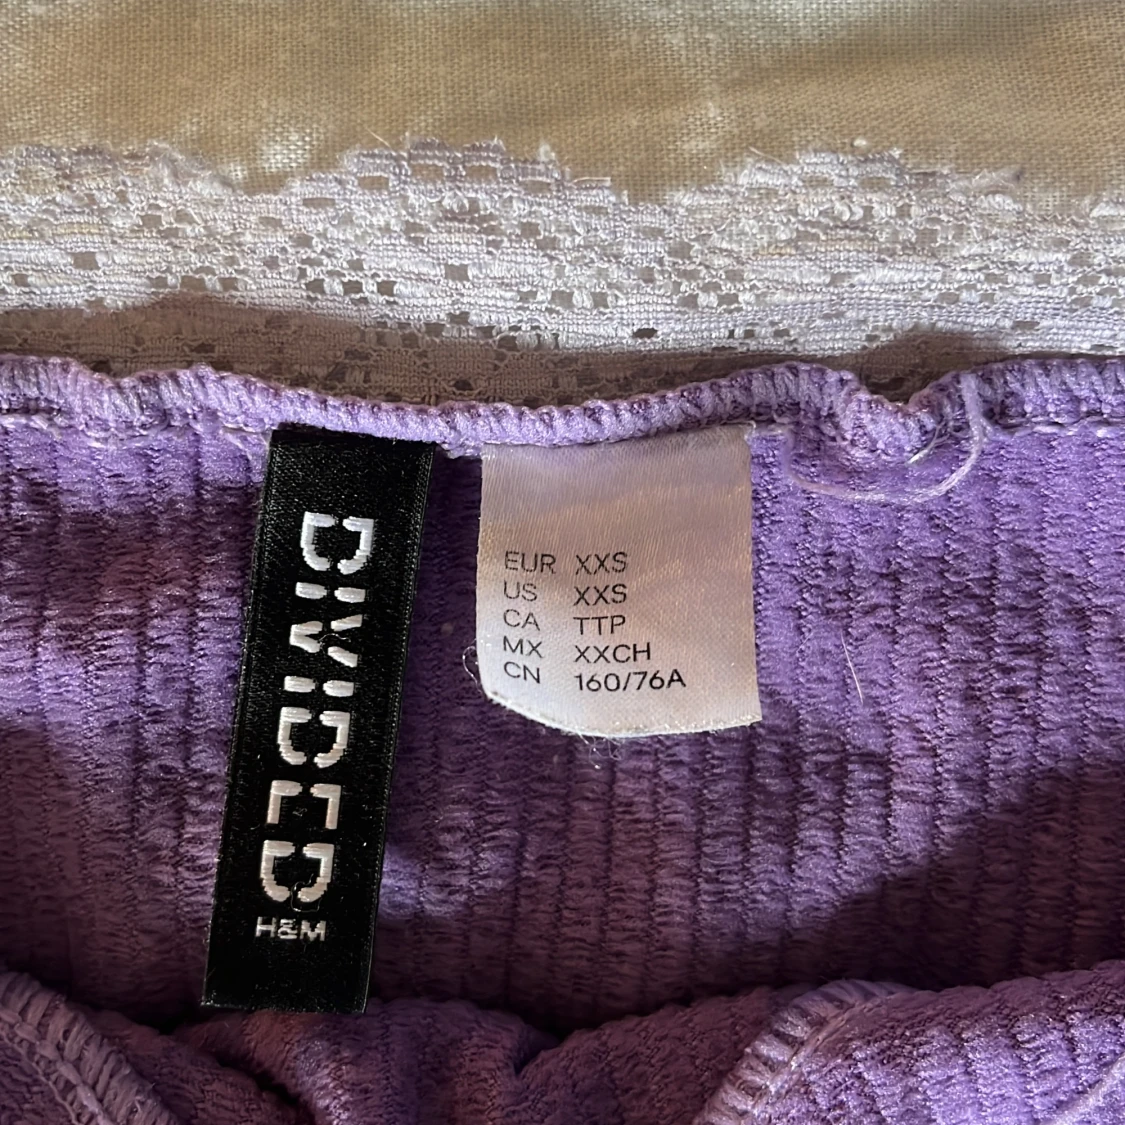 DIVIDED
H&M
EUR XXS
US XXS
CA TTP
MX XXCH
CN 160/76A